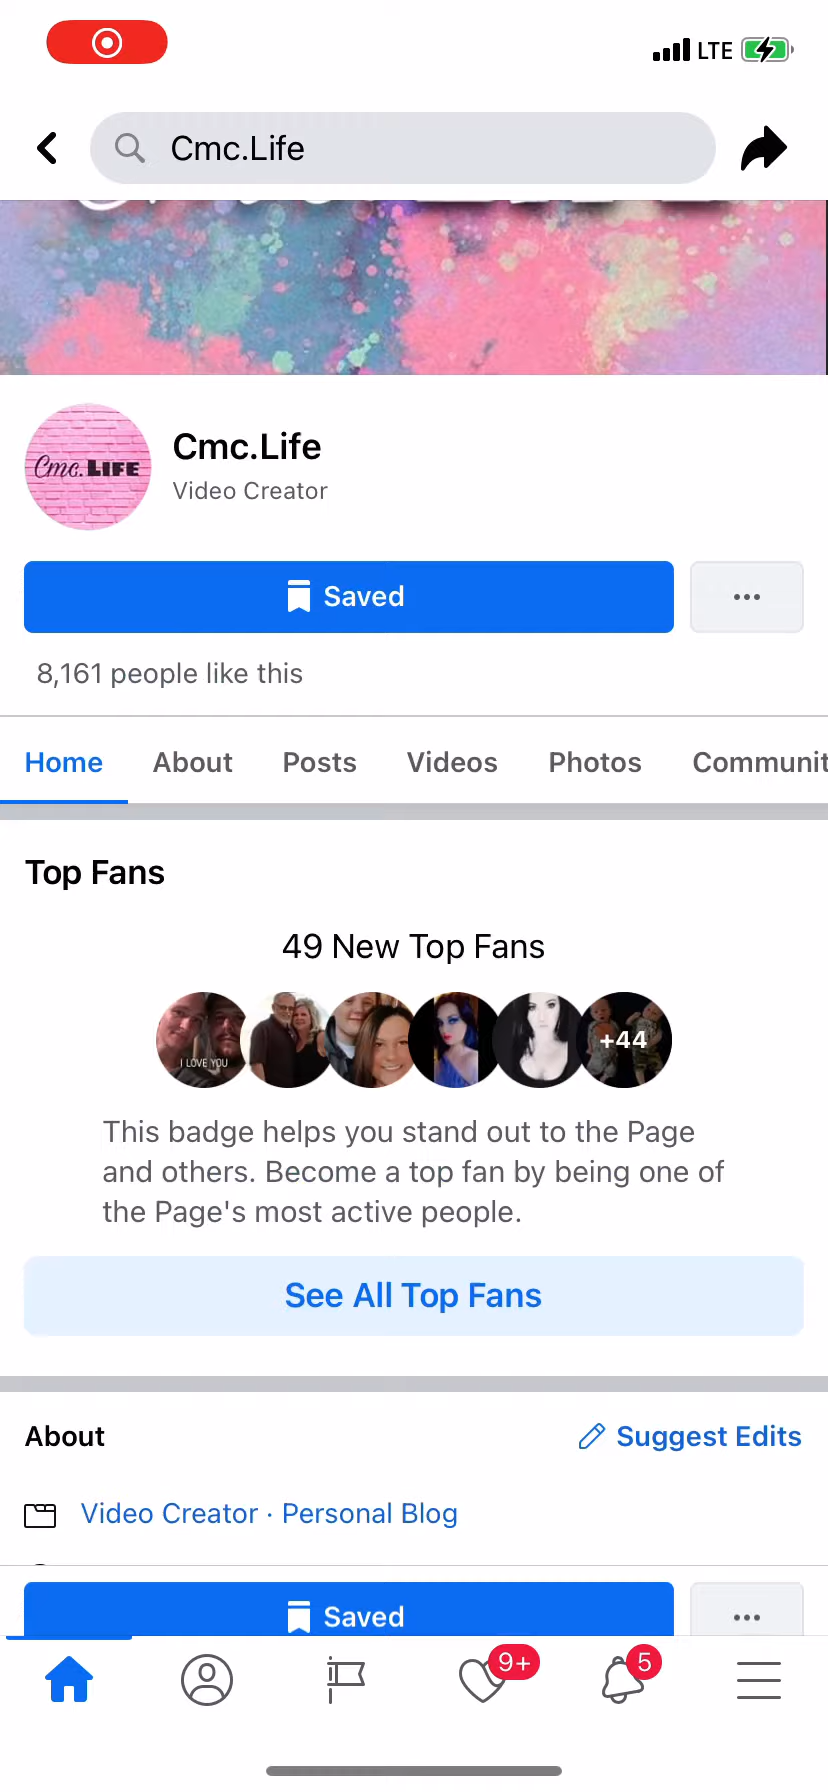 LTE
Cmc.Life
Cmc.LIFE
Cmc.Life
Video Creator
Saved
8,161 people like this
Home About Posts Videos Photos Communit
Top Fans
49 New Top Fans
I LOVE YOU
+44
This badge helps you stand out to the Page
and others. Become a top fan by being one of
the Page's most active people.
See All Top Fans
About
Suggest Edits
Video Creator · Personal Blog
Saved
9+
5